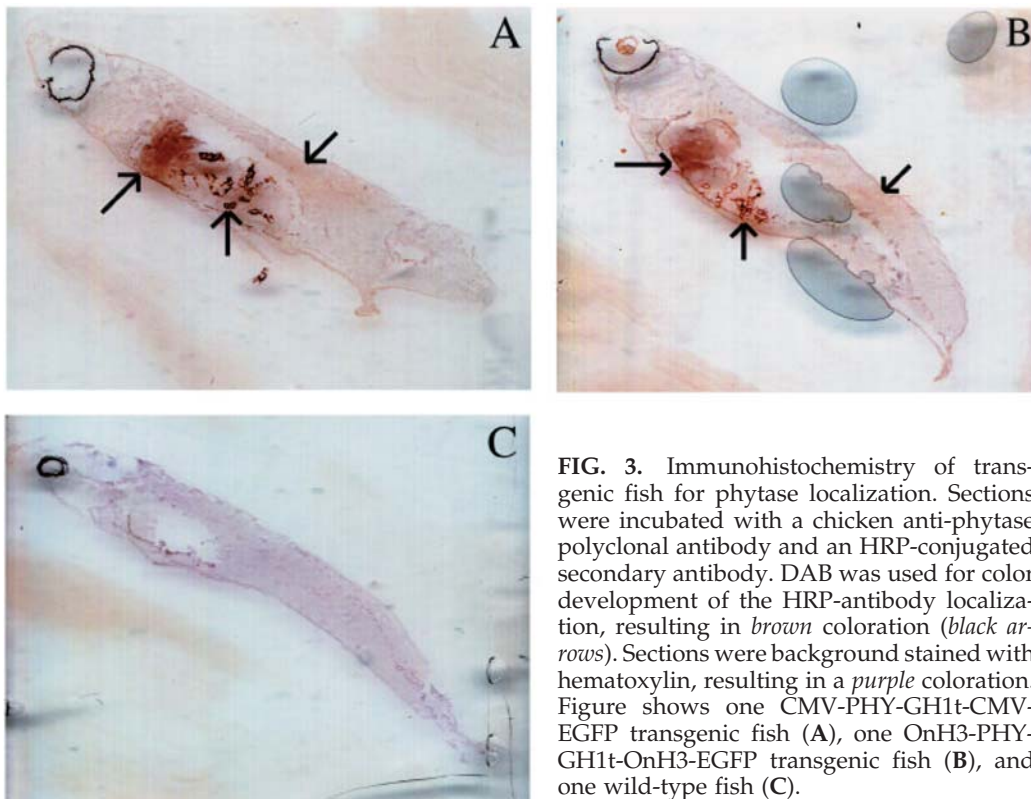 A
B
C
FIG. 3. Immunohistochemistry of trans-
genic fish for phytase localization. Sections
were incubated with a chicken anti-phytase
polyclonal antibody and an HRP-conjugated
secondary antibody. DAB was used for color
development of the HRP-antibody localiza-
tion, resulting in brown coloration (black ar-
rows). Sections were background stained with
hematoxylin, resulting in a purple coloration.
Figure shows one CMV-PHY-GH1t-CMV-
EGFP transgenic fish (A), one OnH3-PHY-
GH1t-OnH3-EGFP transgenic fish (B), and
one wild-type fish (C).